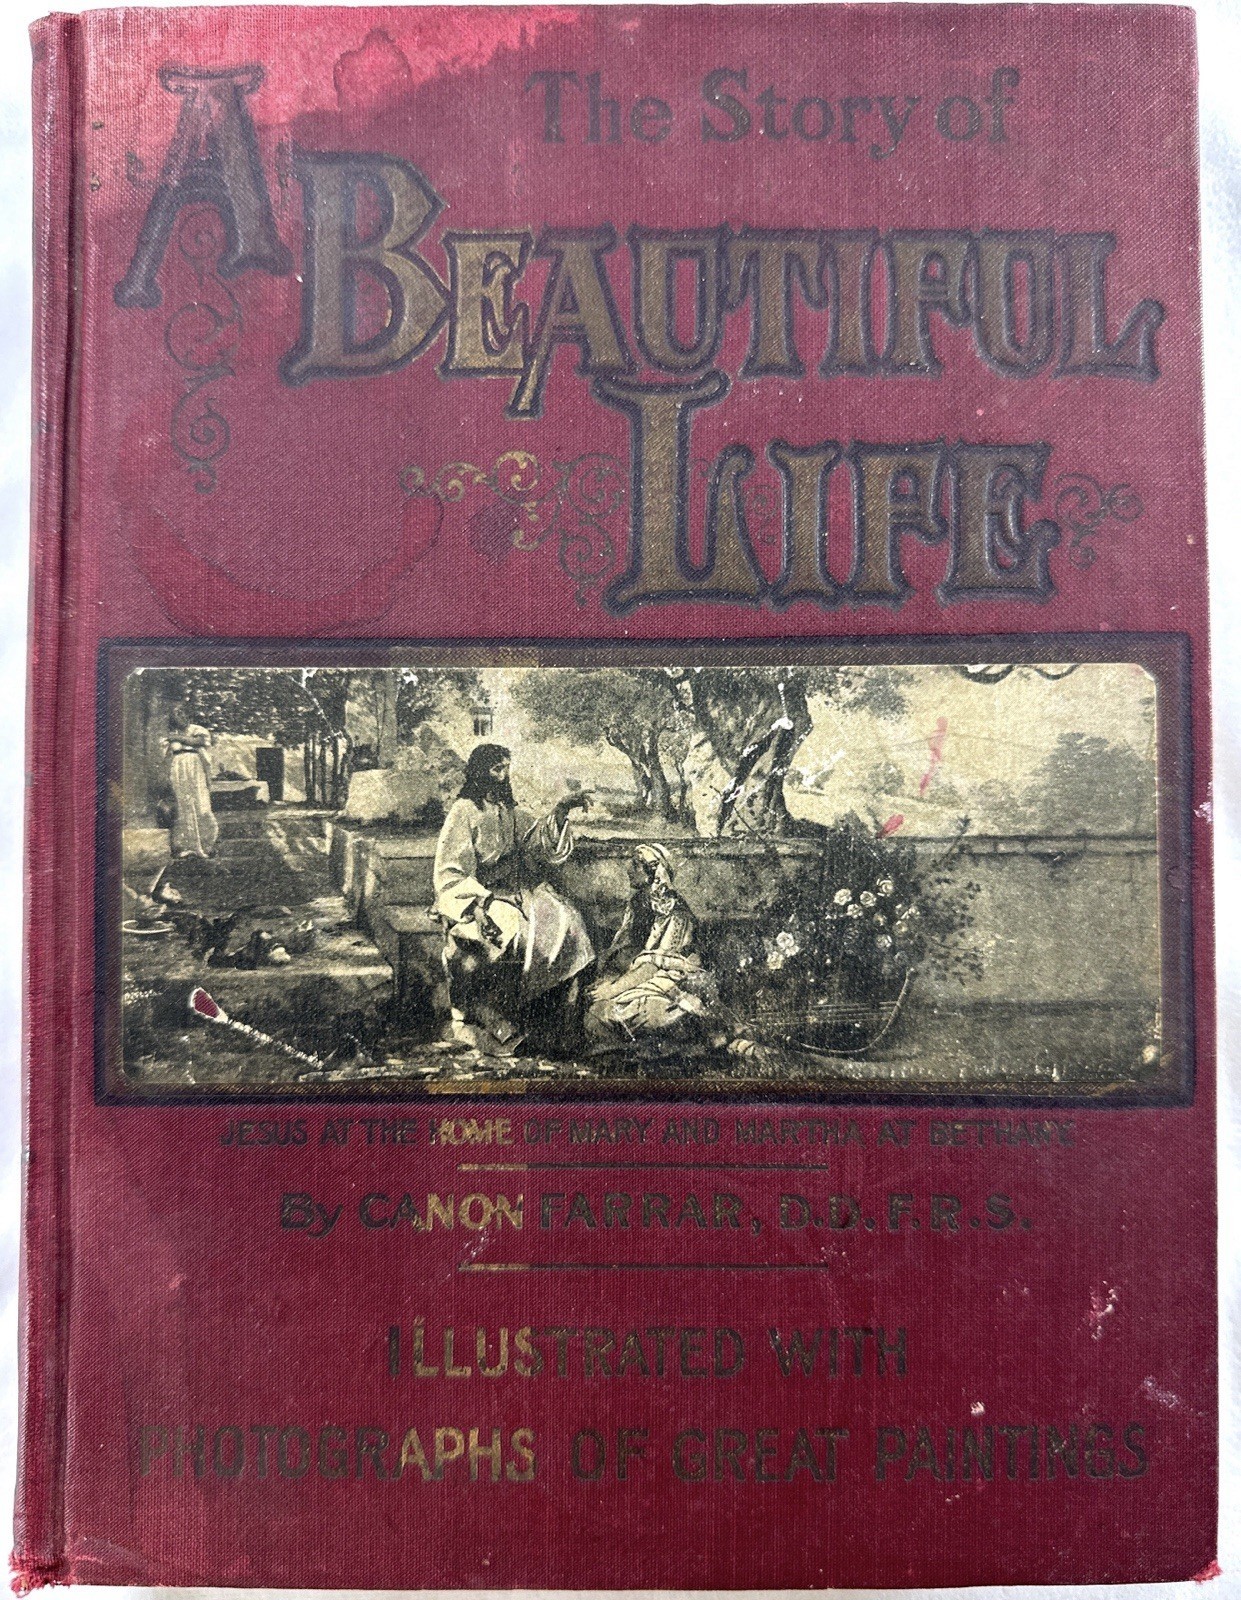 The Story of
A BEAUTIFUL
LIFE
JESUS AT THE HOME OF MARY AND MARTHA AT BETHANY
By CANON FARRAR, D.D.F.R.S.
ILLUSTRATED WITH
PHOTOGRAPHS OF GREAT PAINTINGS